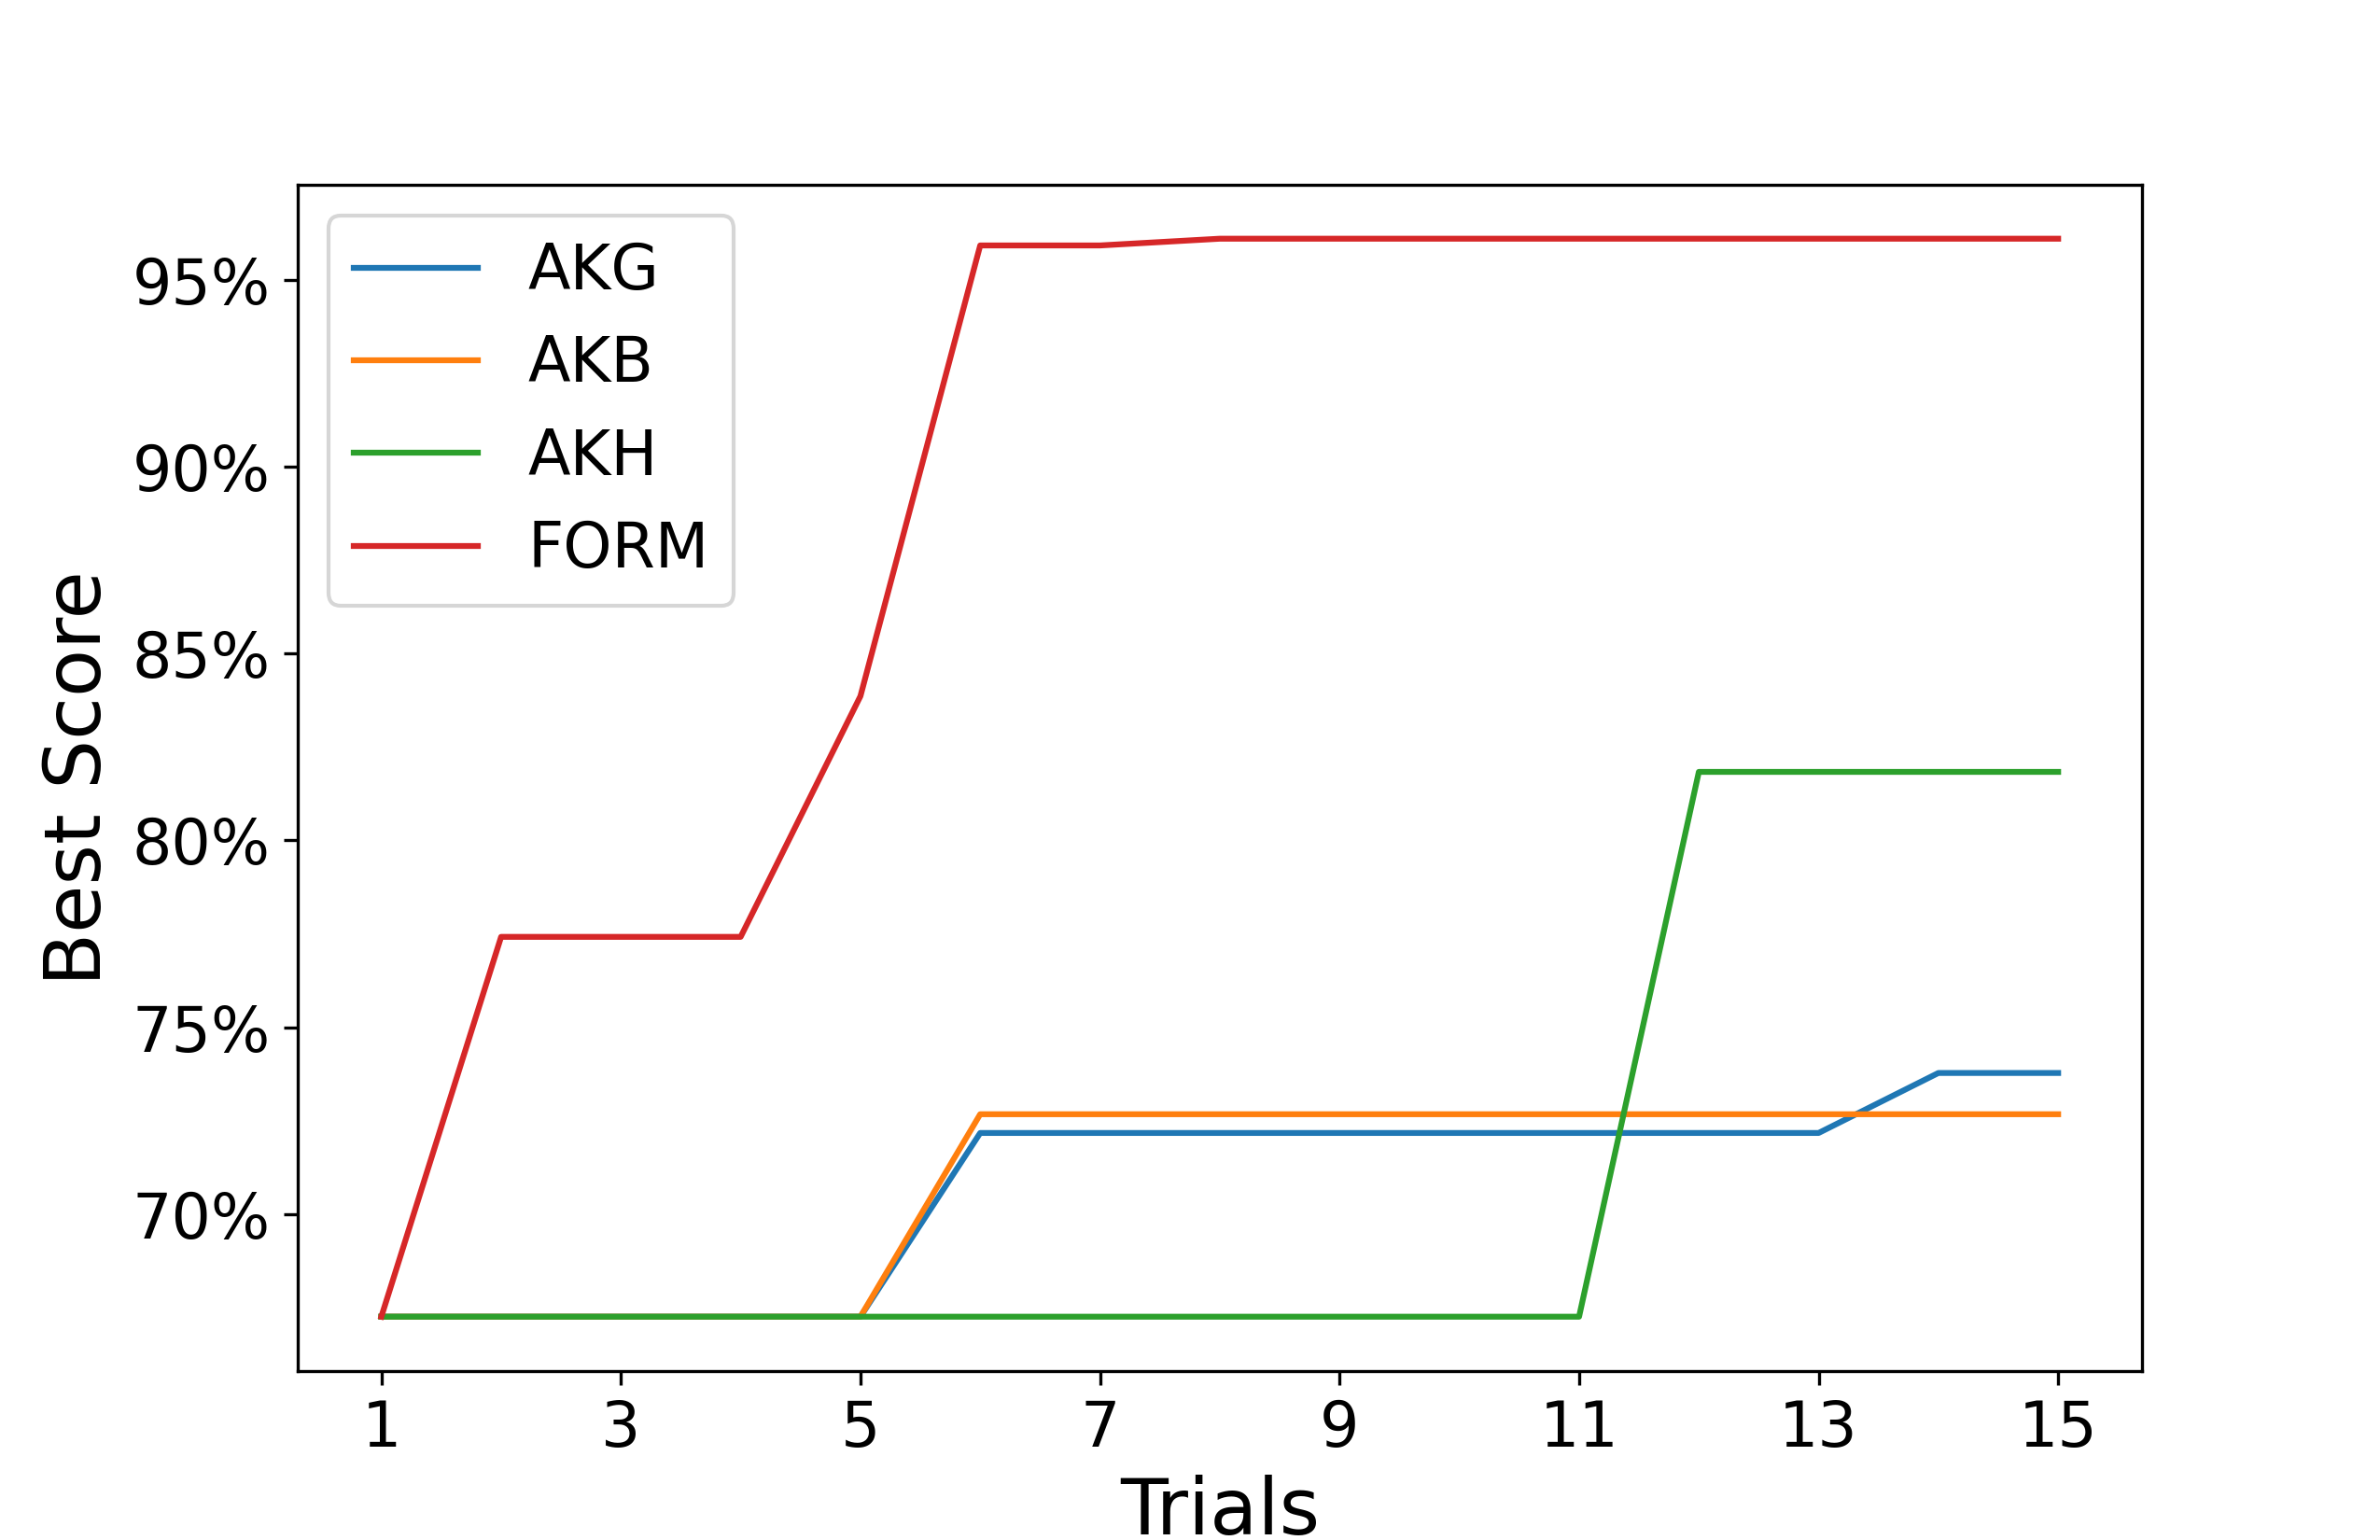 AKG
AKB
AKH
FORM
95%
90%
85%
80%
75%
70%
Best Score
1 3 5 7 9 11 13 15
Trials